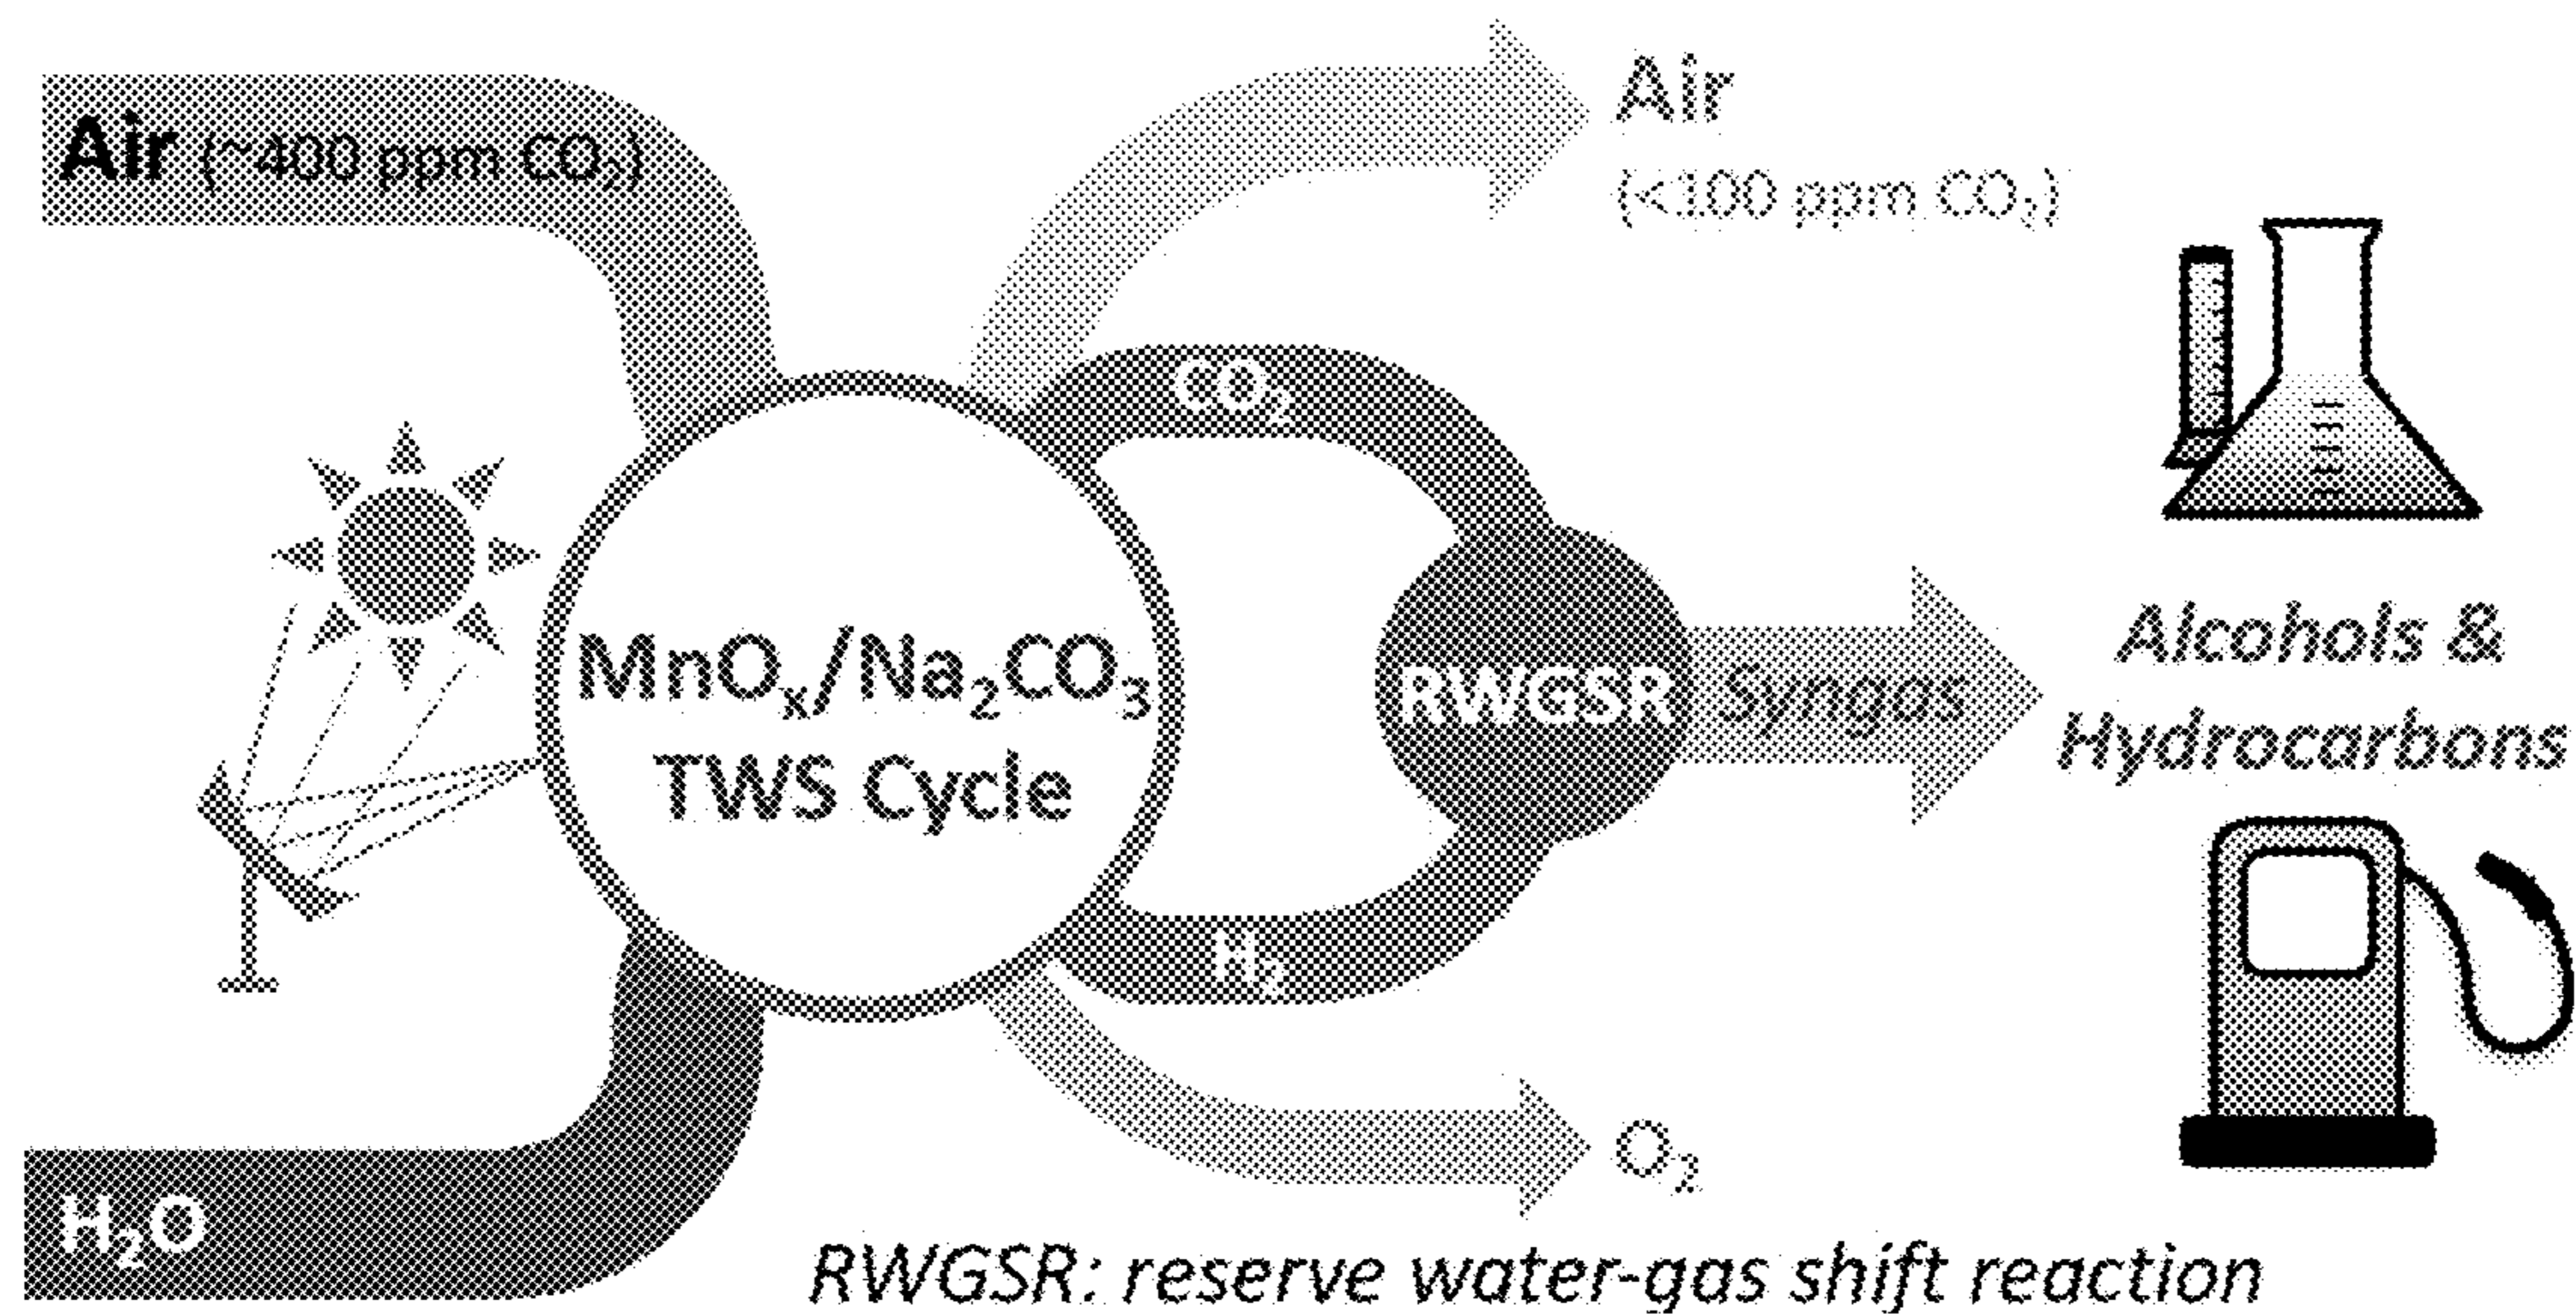 Air (~400 ppm CO₂)
Air
(<100 ppm CO₂)
CO₂
MnOₓ/Na₂CO₃
TWS Cycle
RWGSR
Syngas
Alcohols &
Hydrocarbons
H₂
O₂
H₂O
RWGSR: reserve water-gas shift reaction